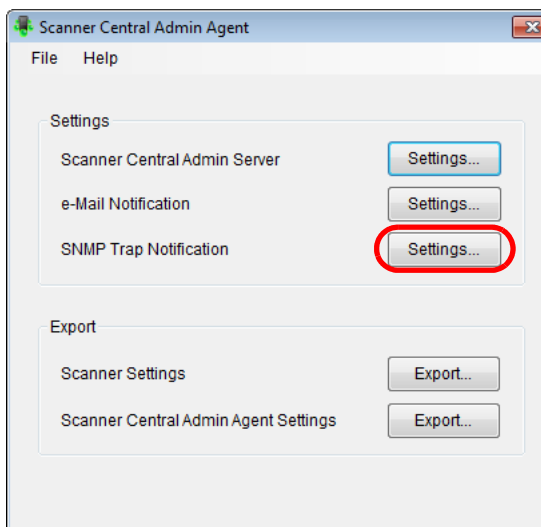 Scanner Central Admin Agent
File Help
Settings
Scanner Central Admin Server Settings...
e-Mail Notification Settings...
SNMP Trap Notification Settings...
Export
Scanner Settings Export...
Scanner Central Admin Agent Settings Export...